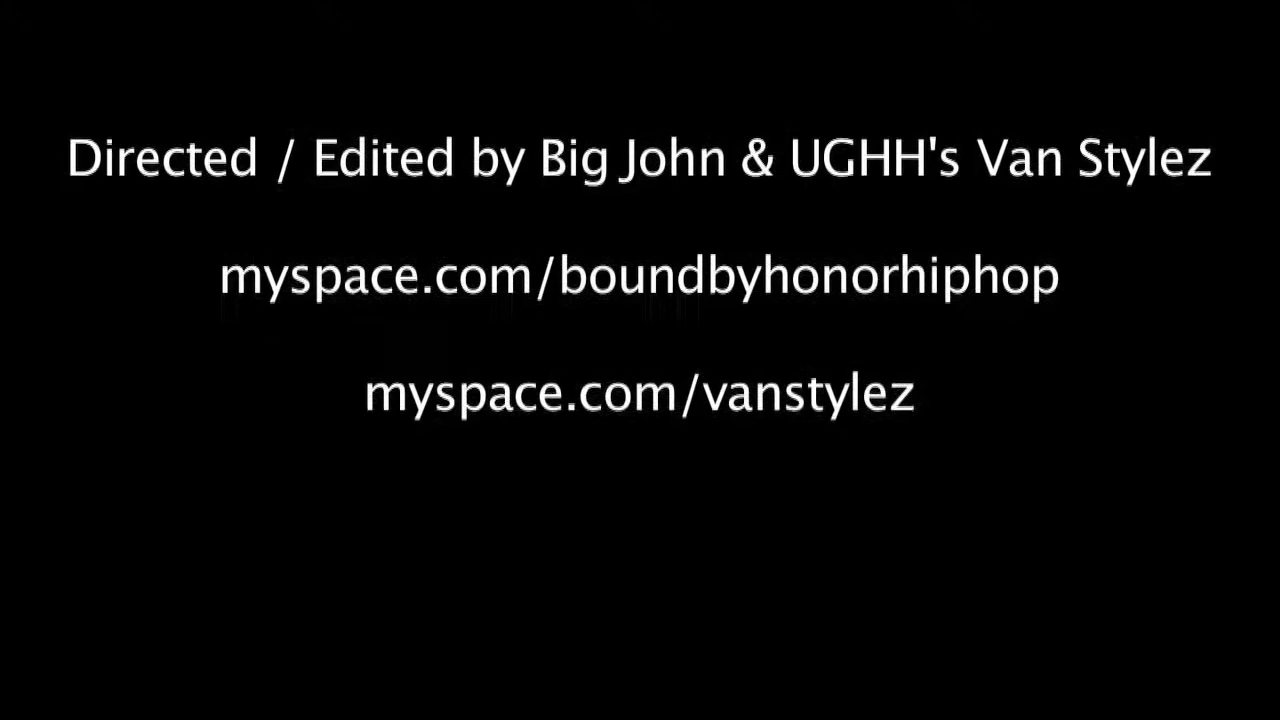 Directed / Edited by Big John & UGHH's Van Stylez
myspace.com/boundbyhonorhiphop
myspace.com/vanstylez